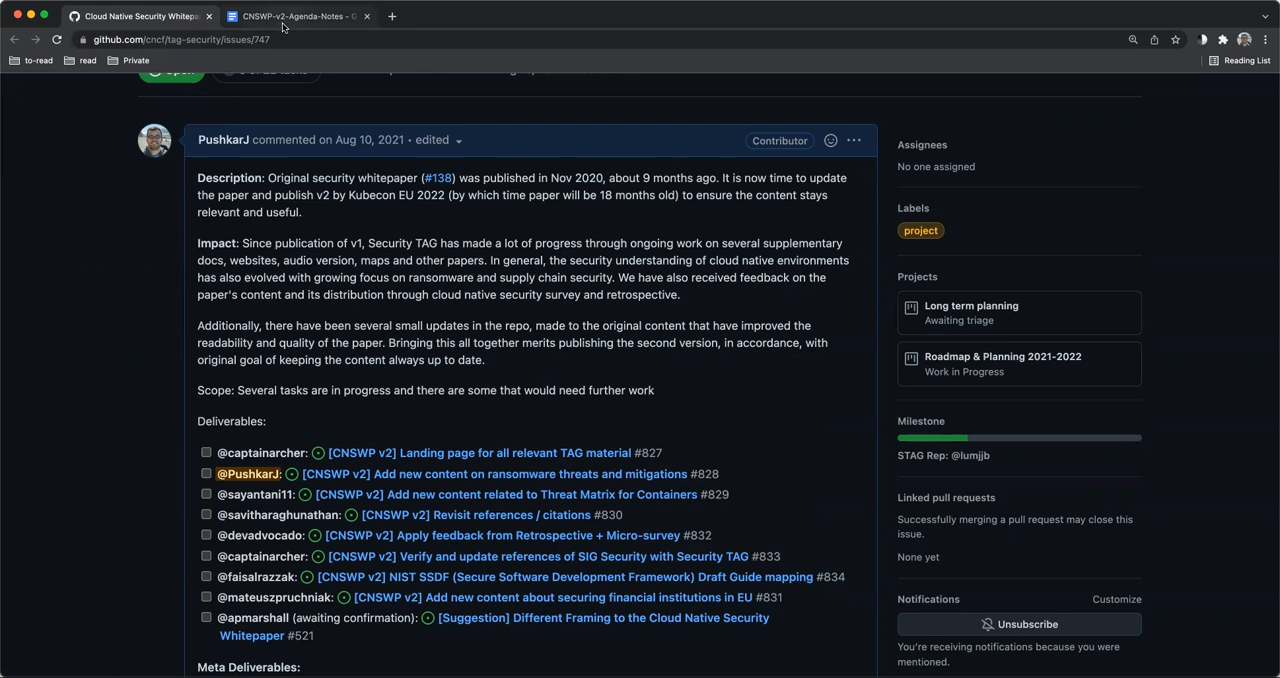 Cloud Native Security Whitepa
CNSWP-v2-Agenda-Notes - G
github.com/cncf/tag-security/issues/747
to-read
read
Private
Reading List
PushkarJ commented on Aug 10, 2021 • edited
Contributor
Description: Original security whitepaper (#138) was published in Nov 2020, about 9 months ago. It is now time to update
the paper and publish v2 by Kubecon EU 2022 (by which time paper will be 18 months old) to ensure the content stays
relevant and useful.
Impact: Since publication of v1, Security TAG has made a lot of progress through ongoing work on several supplementary
docs, websites, audio version, maps and other papers. In general, the security understanding of cloud native environments
has also evolved with growing focus on ransomware and supply chain security. We have also received feedback on the
paper's content and its distribution through cloud native security survey and retrospective.
Additionally, there have been several small updates in the repo, made to the original content that have improved the
readability and quality of the paper. Bringing this all together merits publishing the second version, in accordance, with
original goal of keeping the content always up to date.
Scope: Several tasks are in progress and there are some that would need further work
Deliverables:
@captainarcher: [CNSWP v2] Landing page for all relevant TAG material #827
@PushkarJ: [CNSWP v2] Add new content on ransomware threats and mitigations #828
@sayantani11: [CNSWP v2] Add new content related to Threat Matrix for Containers #829
@savitharaghunathan: [CNSWP v2] Revisit references / citations #830
@devadvocado: [CNSWP v2] Apply feedback from Retrospective + Micro-survey #832
@captainarcher: [CNSWP v2] Verify and update references of SIG Security with Security TAG #833
@faisalrazzak: [CNSWP v2] NIST SSDF (Secure Software Development Framework) Draft Guide mapping #834
@mateuszpruchniak: [CNSWP v2] Add new content about securing financial institutions in EU #831
@apmarshall (awaiting confirmation): [Suggestion] Different Framing to the Cloud Native Security
Whitepaper #521
Meta Deliverables:
Assignees
No one assigned
Labels
project
Projects
Long term planning
Awaiting triage
Roadmap & Planning 2021-2022
Work in Progress
Milestone
STAG Rep: @lumjjb
Linked pull requests
Successfully merging a pull request may close this
issue.
None yet
Notifications
Customize
Unsubscribe
You're receiving notifications because you were
mentioned.